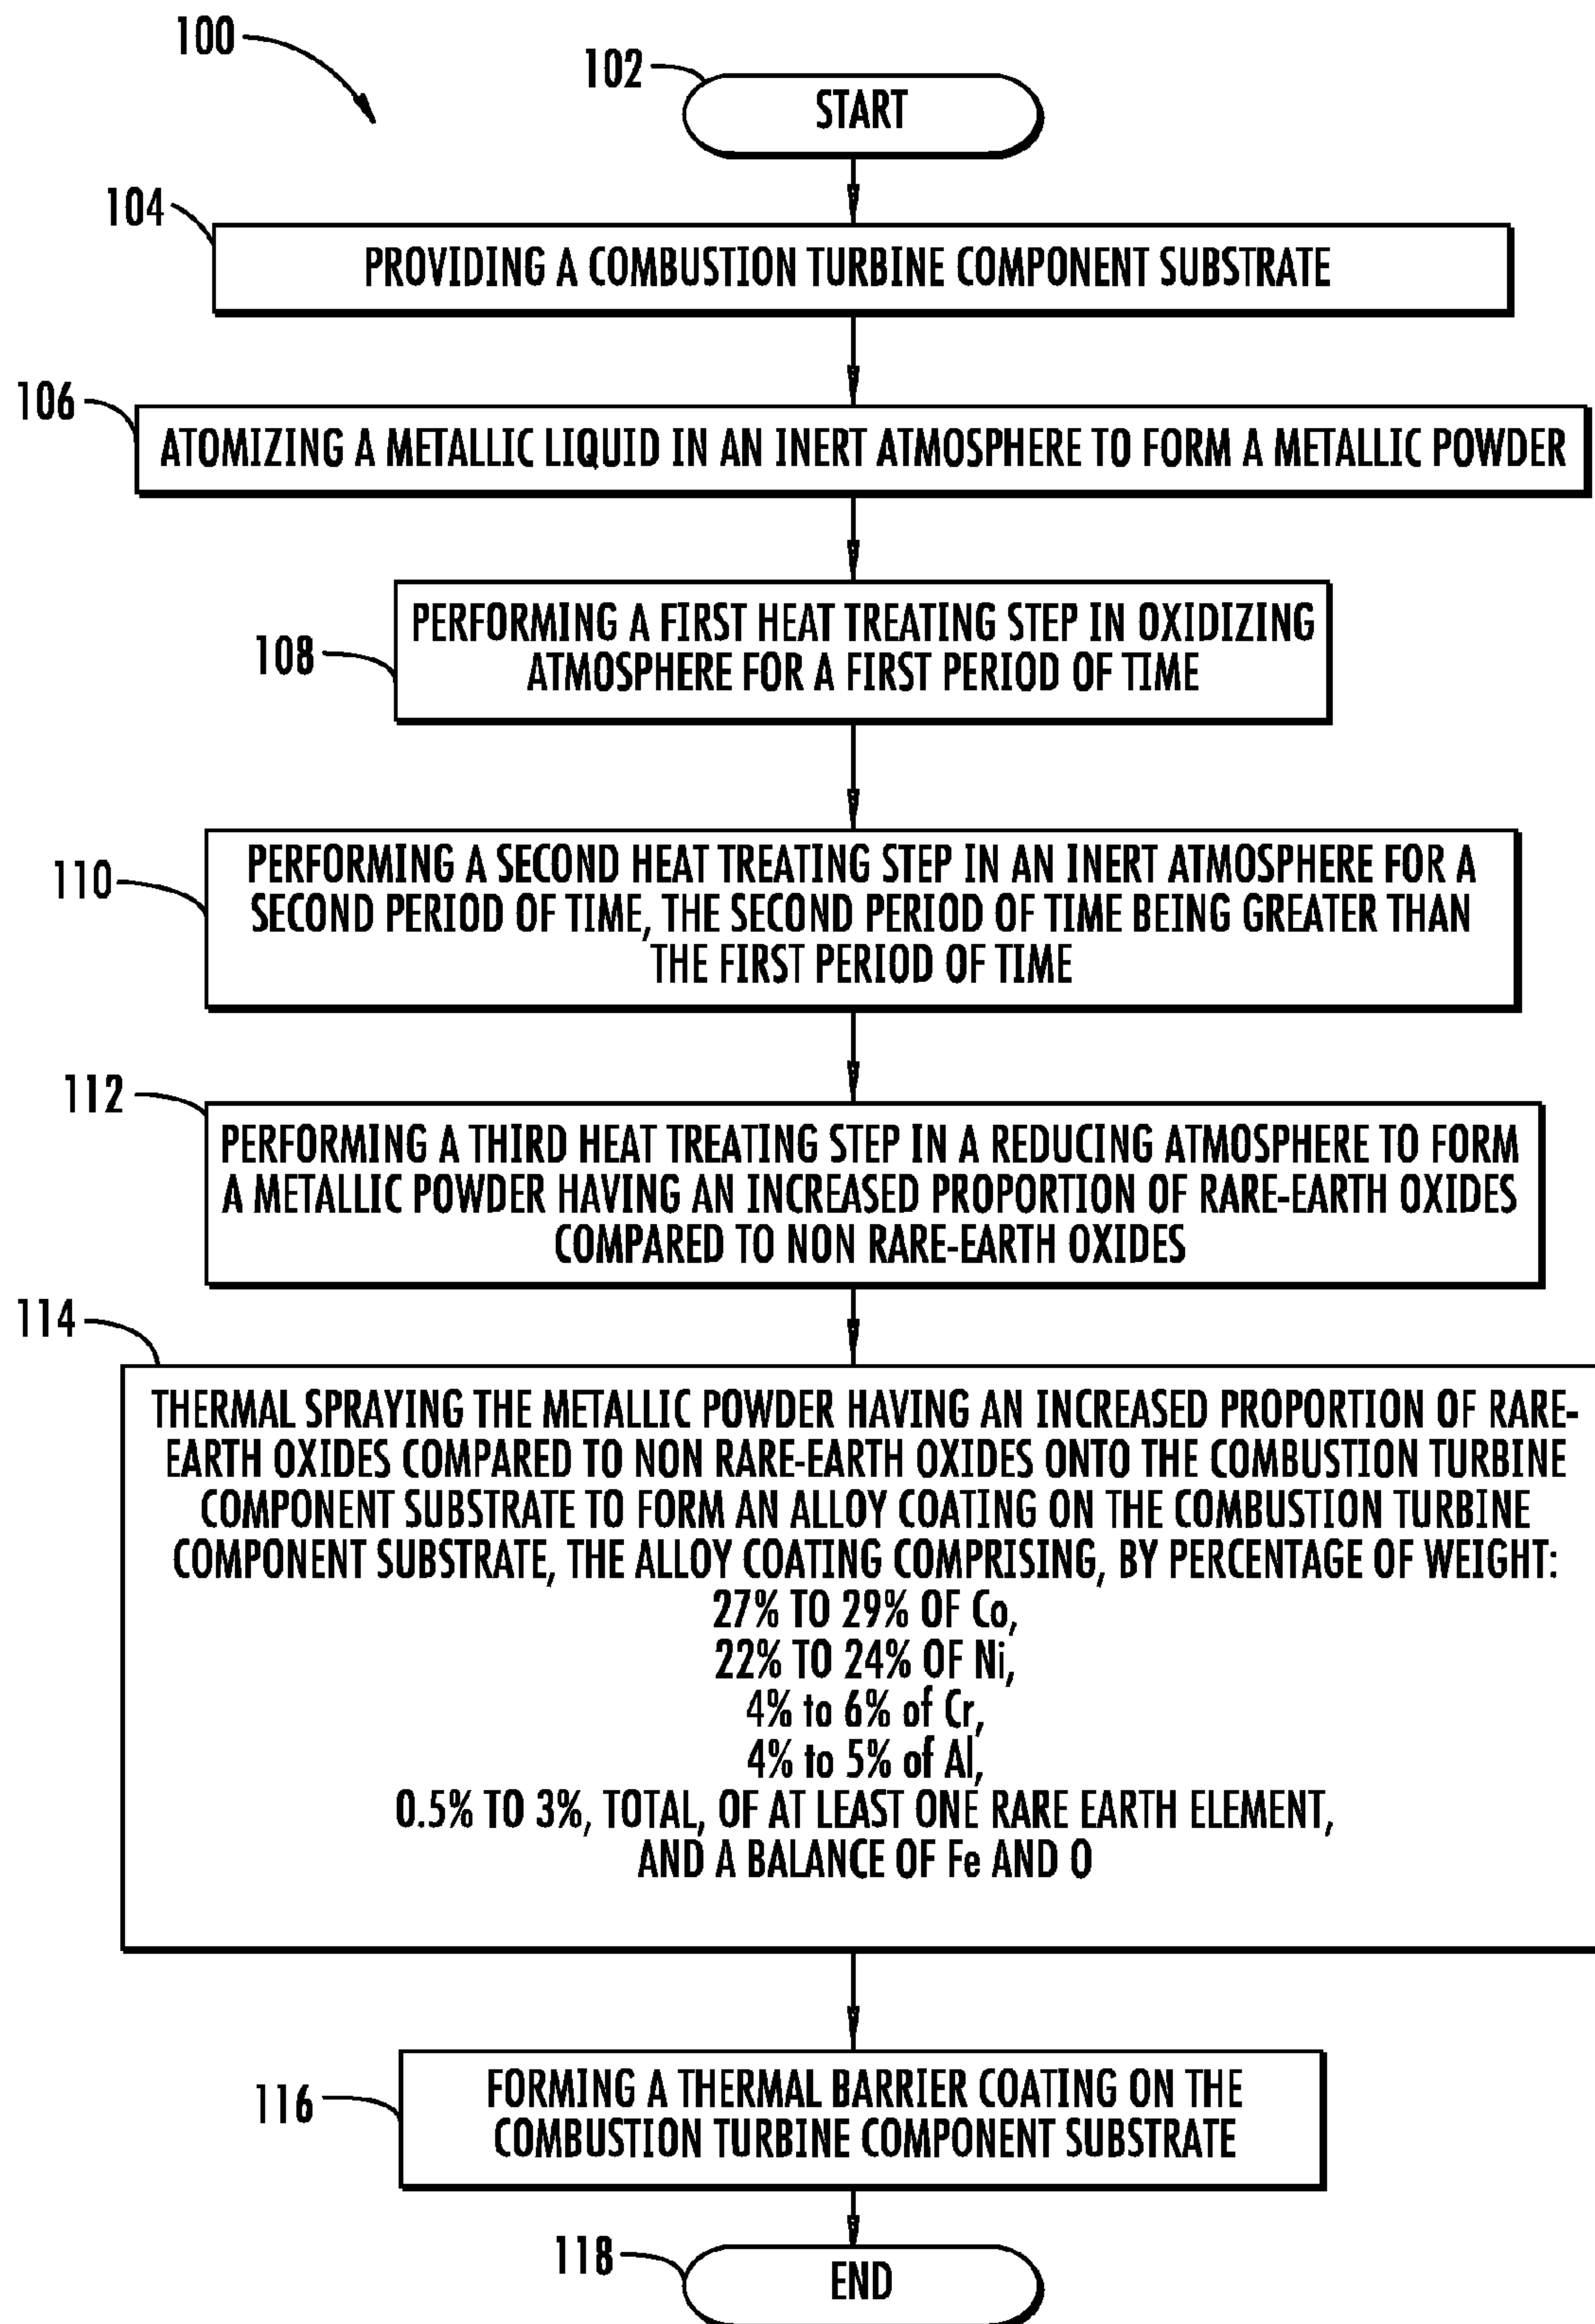 100
102
START
104
PROVIDING A COMBUSTION TURBINE COMPONENT SUBSTRATE
106
ATOMIZING A METALLIC LIQUID IN AN INERT ATMOSPHERE TO FORM A METALLIC POWDER
108
PERFORMING A FIRST HEAT TREATING STEP IN OXIDIZING
ATMOSPHERE FOR A FIRST PERIOD OF TIME
110
PERFORMING A SECOND HEAT TREATING STEP IN AN INERT ATMOSPHERE FOR A
SECOND PERIOD OF TIME, THE SECOND PERIOD OF TIME BEING GREATER THAN
THE FIRST PERIOD OF TIME
112
PERFORMING A THIRD HEAT TREATING STEP IN A REDUCING ATMOSPHERE TO FORM
A METALLIC POWDER HAVING AN INCREASED PROPORTION OF RARE-EARTH OXIDES
COMPARED TO NON RARE-EARTH OXIDES
114
THERMAL SPRAYING THE METALLIC POWDER HAVING AN INCREASED PROPORTION OF RARE-
EARTH OXIDES COMPARED TO NON RARE-EARTH OXIDES ONTO THE COMBUSTION TURBINE
COMPONENT SUBSTRATE TO FORM AN ALLOY COATING ON THE COMBUSTION TURBINE
COMPONENT SUBSTRATE, THE ALLOY COATING COMPRISING, BY PERCENTAGE OF WEIGHT:
27% TO 29% OF Co,
22% TO 24% OF Ni,
4% to 6% of Cr,
4% to 5% of Al,
0.5% TO 3%, TOTAL, OF AT LEAST ONE RARE EARTH ELEMENT,
AND A BALANCE OF Fe AND O
116
FORMING A THERMAL BARRIER COATING ON THE
COMBUSTION TURBINE COMPONENT SUBSTRATE
118
END